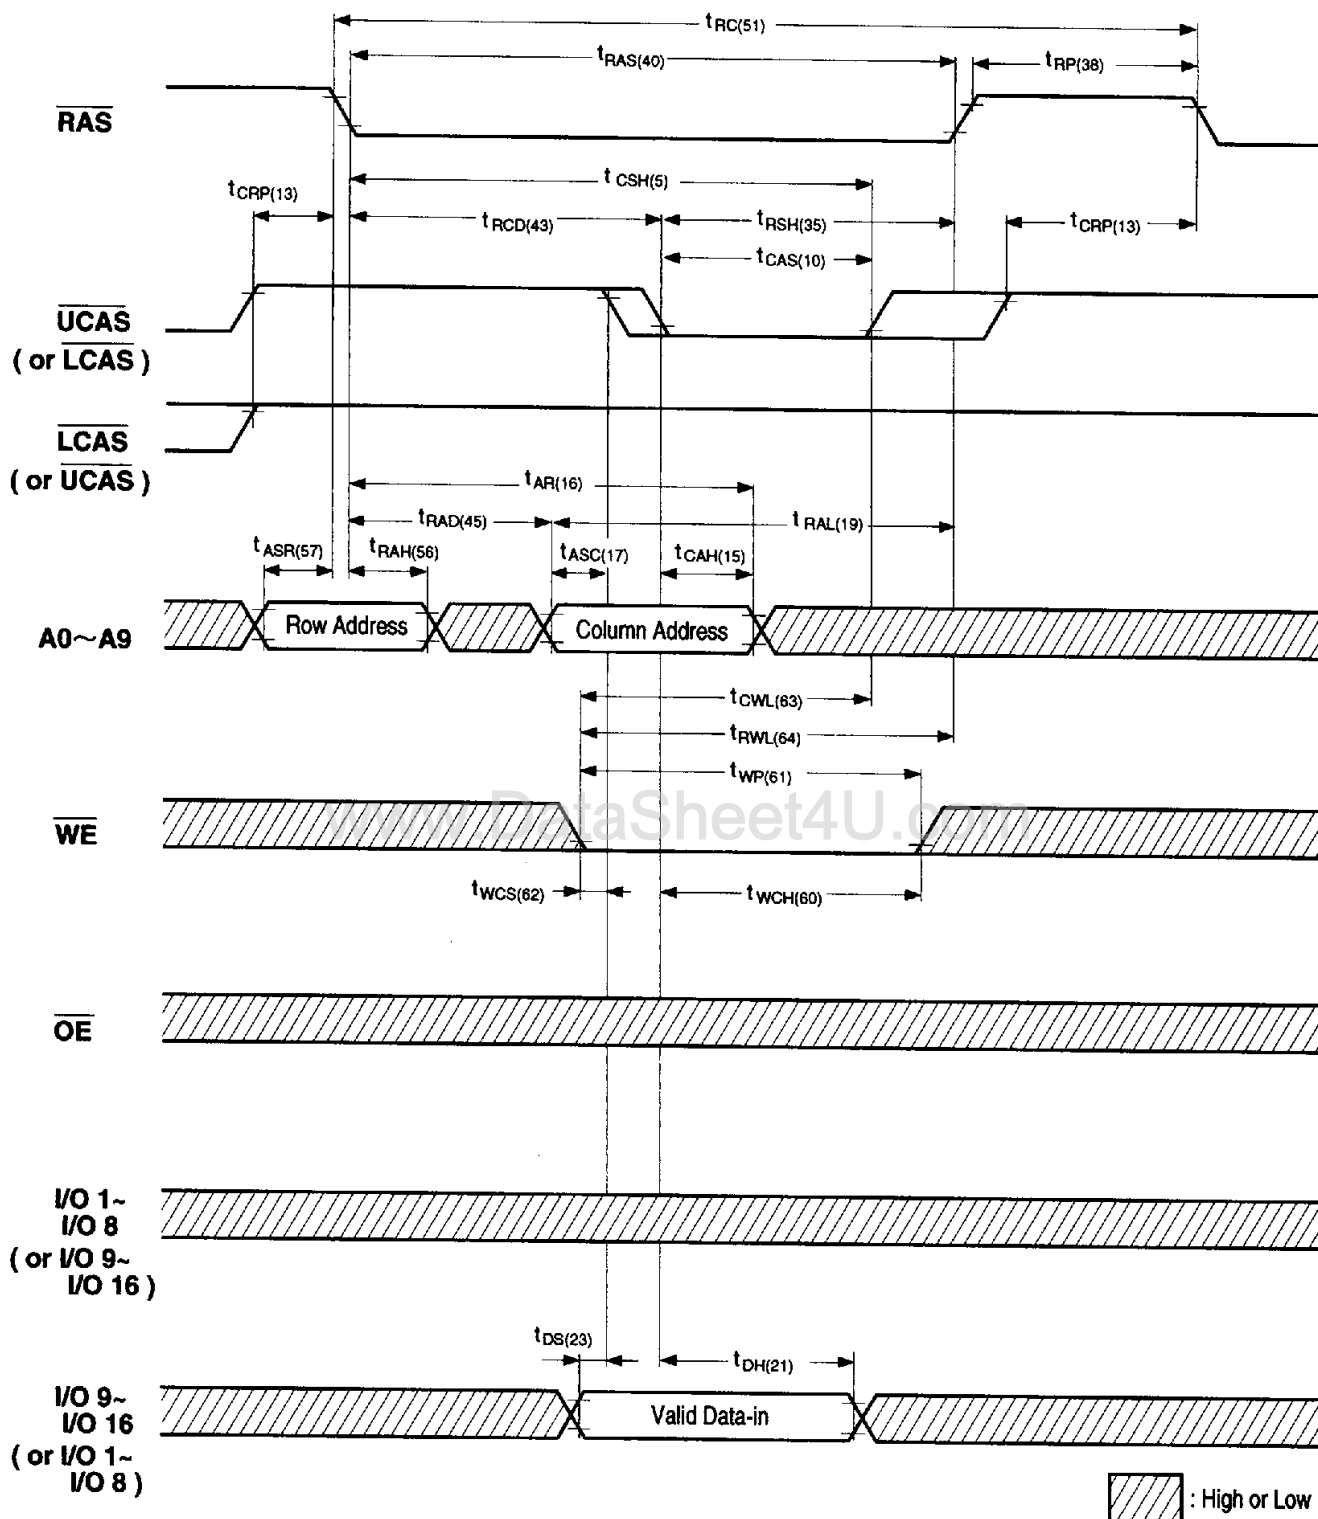 tRC(51)
tRAS(40)
tRP(38)
RAS
tCSH(5)
tCRP(13)
tRCD(43)
tRSH(35)
tCRP(13)
tCAS(10)
UCAS
( or LCAS )
LCAS
( or UCAS )
tAR(16)
tRAD(45)
tRAL(19)
tASR(57)
tRAH(56)
tASC(17)
tCAH(15)
A0~A9
Row Address
Column Address
tCWL(63)
tRWL(64)
tWP(61)
www.DataSheet4U.com
WE
tWCS(62)
tWCH(60)
OE
I/O 1~
I/O 8
( or I/O 9~
I/O 16 )
tDS(23)
tDH(21)
I/O 9~
I/O 16
( or I/O 1~
I/O 8 )
Valid Data-in
: High or Low